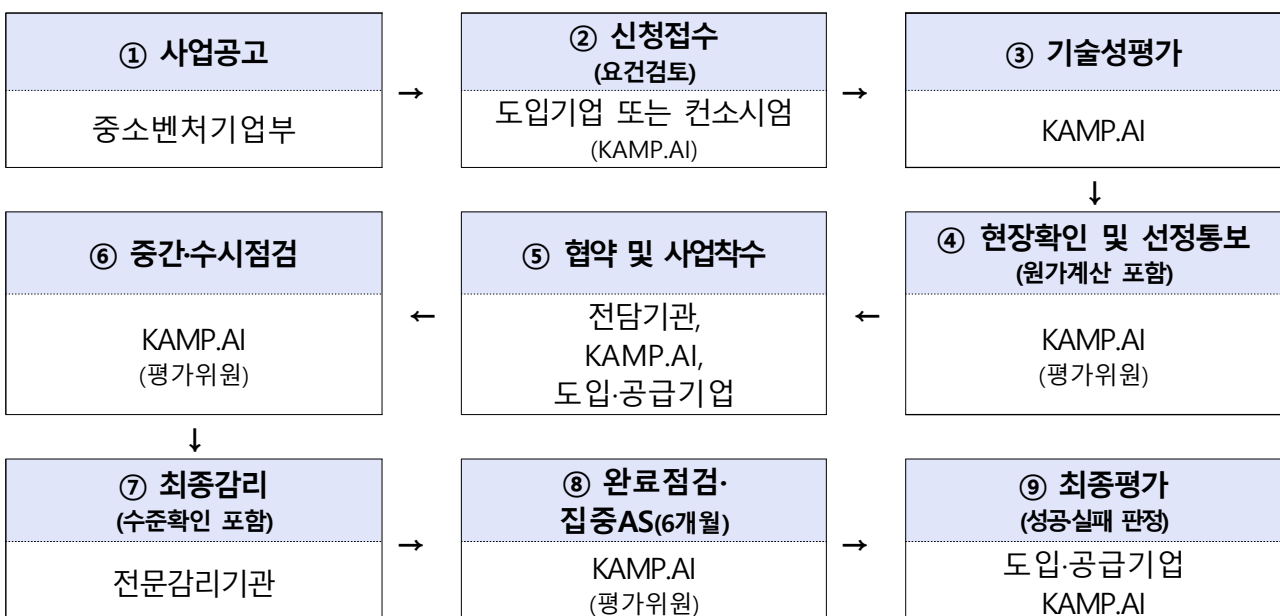 ① 사업공고
중소벤처기업부
→
② 신청접수
(요건검토)
도입기업 또는 컨소시엄
(KAMP.AI)
→
③ 기술성평가
KAMP.AI
↓
④ 현장확인 및 선정통보
(원가계산 포함)
KAMP.AI
(평가위원)
←
⑤ 협약 및 사업착수
전담기관,
KAMP.AI,
도입·공급기업
←
⑥ 중간·수시점검
KAMP.AI
(평가위원)
↓
⑦ 최종감리
(수준확인 포함)
전문감리기관
→
⑧ 완료점검·
집중AS(6개월)
KAMP.AI
(평가위원)
→
⑨ 최종평가
(성공·실패 판정)
도입·공급기업
KAMP.AI